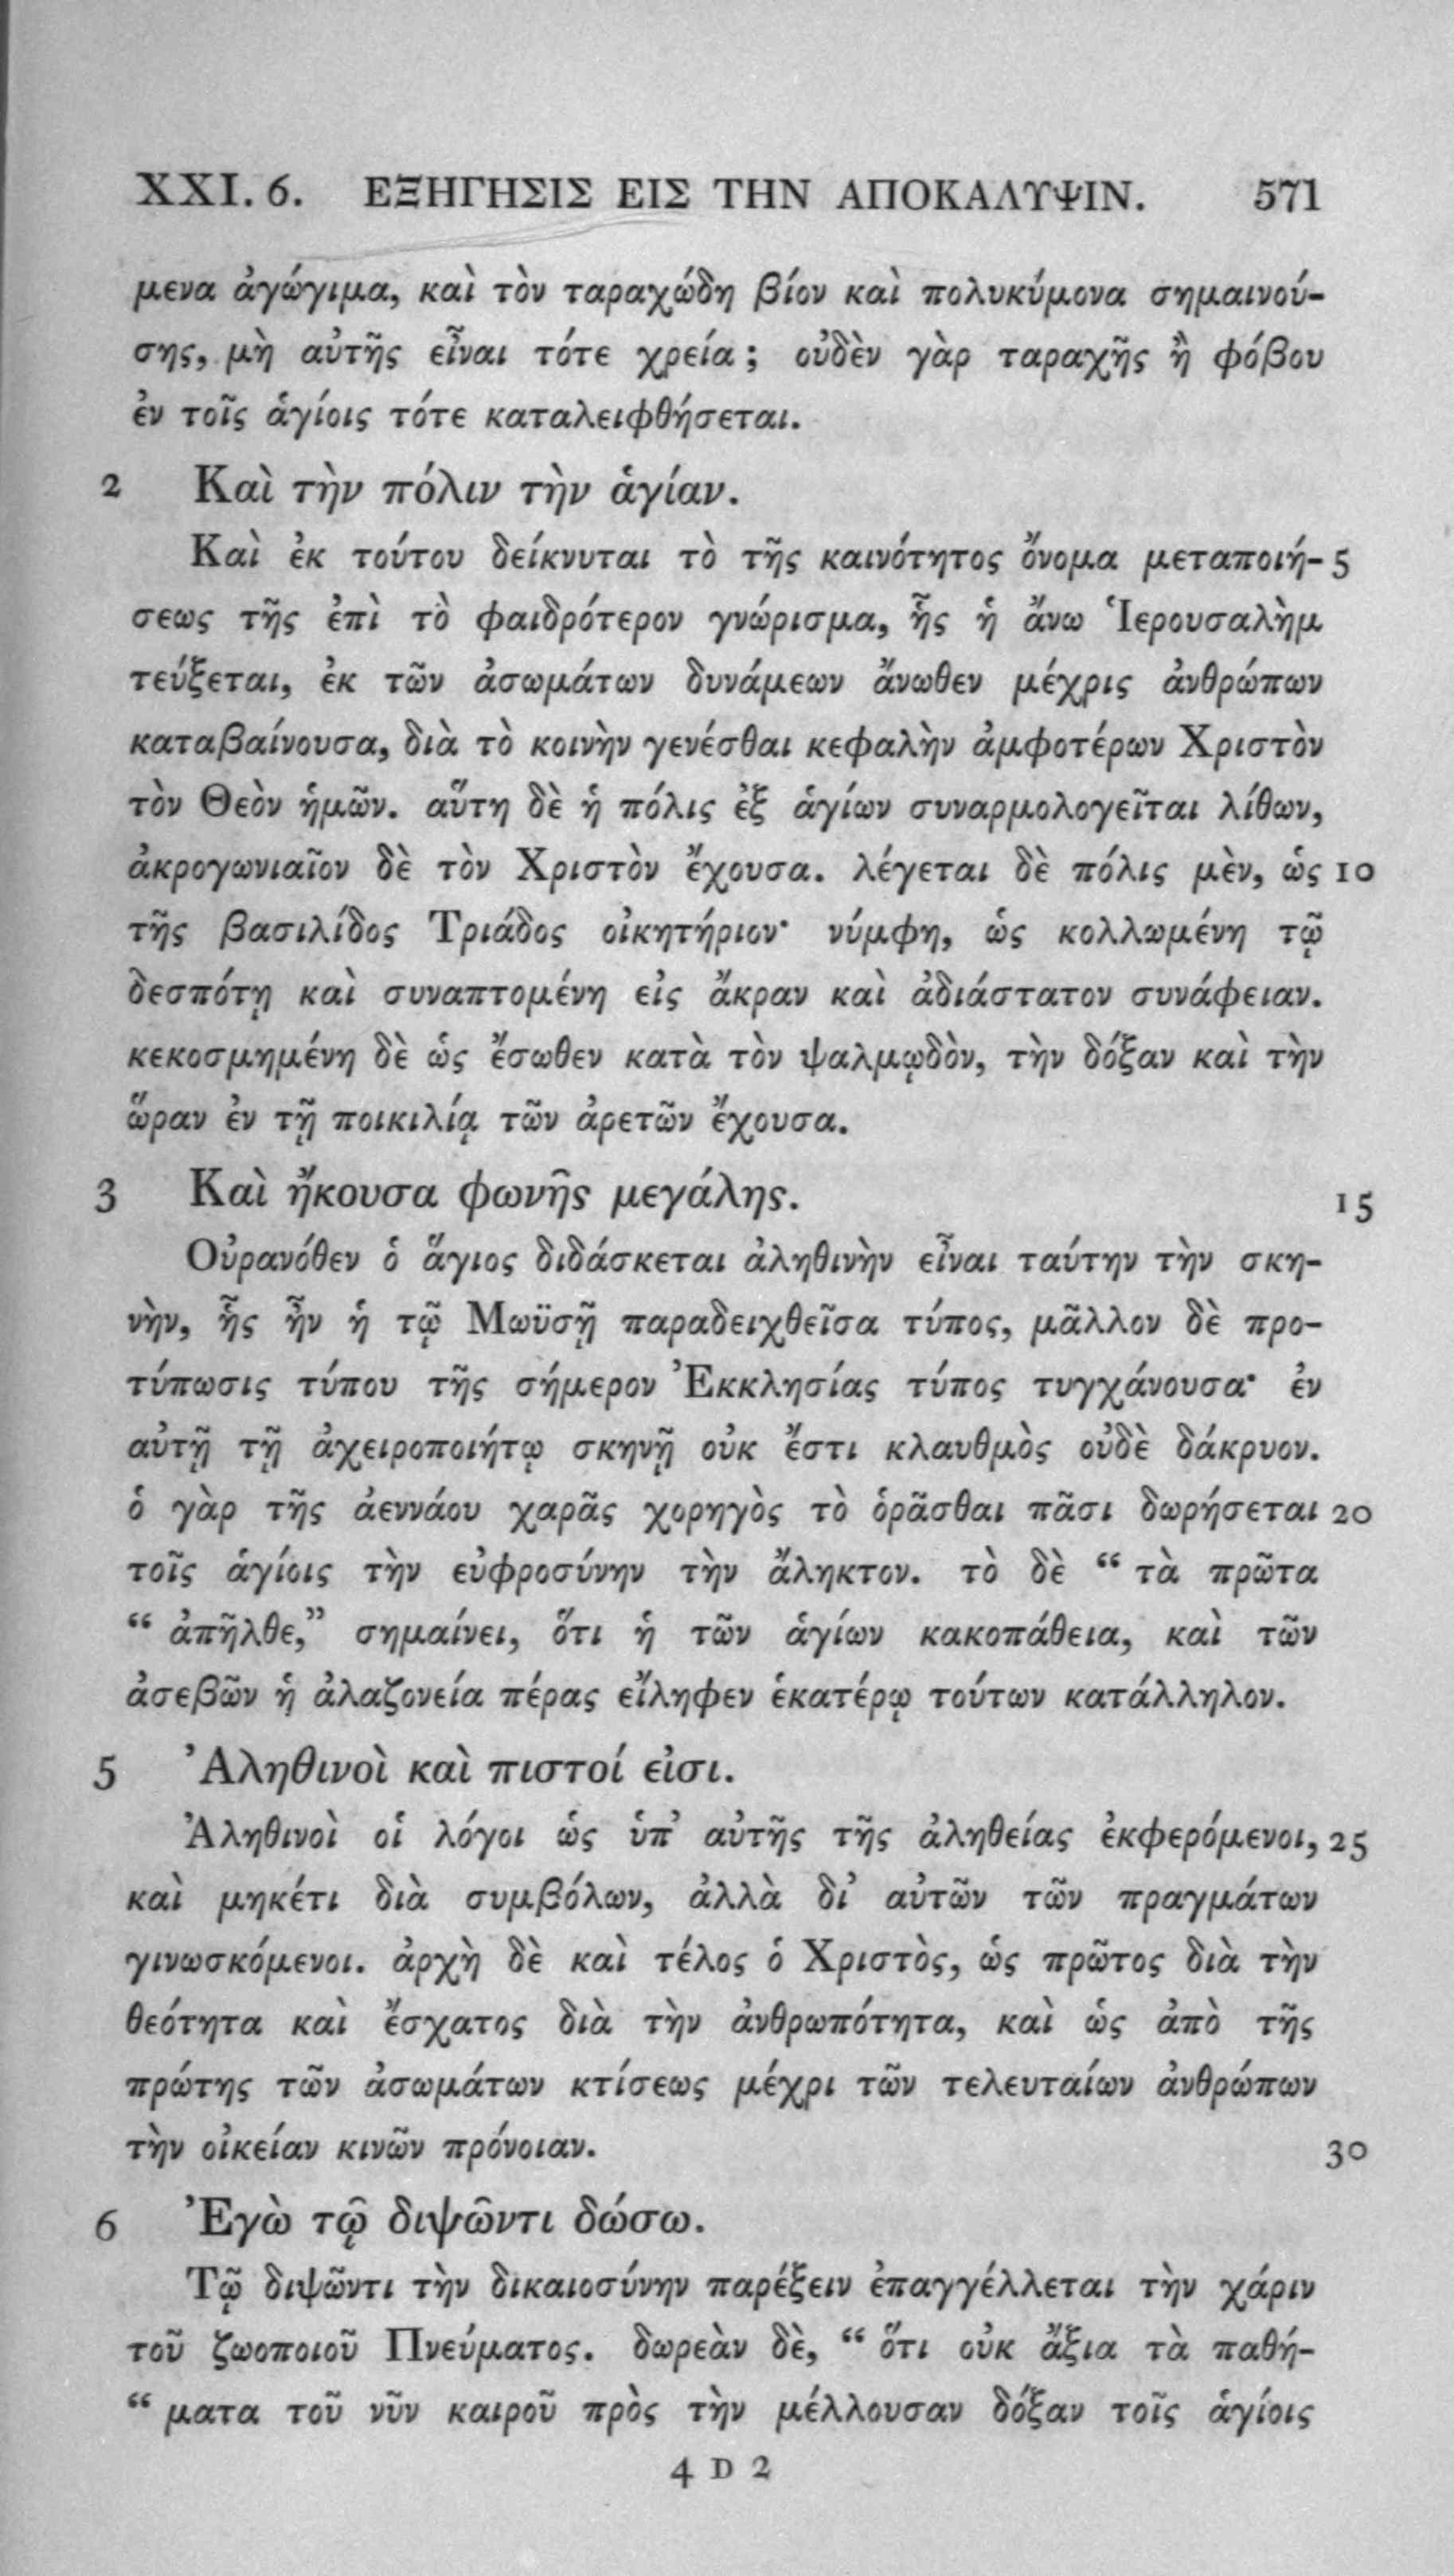 XXI. 6. ΕΞΗΓΗΣΙΣ ΕΙΣ ΤΗΝ ΑΠΟΚΑΛΥΨΙΝ. 571
μενα ἀγώγιμα, καὶ τὸν ταραχώδη βίον καὶ πολυκύμονα σημαινού-
σης, μὴ αὐτῆς εἶναι τότε χρεία; οὐδὲν γὰρ ταραχῆς ἢ φόβου
ἐν τοῖς ἁγίοις τότε καταλειφθήσεται.
2 Καὶ τὴν πόλιν τὴν ἁγίαν.
Καὶ ἐκ τούτου δείκνυται τὸ τῆς καινότητος ὄνομα μεταποιή- 5
σεως τῆς ἐπὶ τὸ φαιδρότερον γνώρισμα, ἧς ἡ ἄνω Ἱερουσαλὴμ
τεύξεται, ἐκ τῶν ἀσωμάτων δυνάμεων ἄνωθεν μέχρις ἀνθρώπων
καταβαίνουσα, διὰ τὸ κοινὴν γενέσθαι κεφαλὴν ἀμφοτέρων Χριστὸν
τὸν Θεὸν ἡμῶν. αὕτη δὲ ἡ πόλις ἐξ ἁγίων συναρμολογεῖται λίθων,
ἀκρογωνιαῖον δὲ τὸν Χριστὸν ἔχουσα. λέγεται δὲ πόλις μὲν, ὡς 10
τῆς βασιλίδος Τριάδος οἰκητήριον· νύμφη, ὡς κολλωμένη τῷ
δεσπότῃ καὶ συναπτομένη εἰς ἄκραν καὶ ἀδιάστατον συνάφειαν.
κεκοσμημένη δὲ ὡς ἔσωθεν κατὰ τὸν ψαλμῳδὸν, τὴν δόξαν καὶ τὴν
ὥραν ἐν τῇ ποικιλίᾳ τῶν ἀρετῶν ἔχουσα.
3 Καὶ ἤκουσα φωνῆς μεγάλης. 15
Οὐρανόθεν ὁ ἅγιος διδάσκεται ἀληθινὴν εἶναι ταύτην τὴν σκη-
νὴν, ἧς ἦν ἡ τῷ Μωϋσῇ παραδειχθεῖσα τύπος, μᾶλλον δὲ προ-
τύπωσις τύπου τῆς σήμερον Ἐκκλησίας τύπος τυγχάνουσα· ἐν
αὐτῇ τῇ ἀχειροποιήτῳ σκηνῇ οὐκ ἔστι κλαυθμὸς οὐδὲ δάκρυον.
ὁ γὰρ τῆς ἀεννάου χαρᾶς χορηγὸς τὸ ὁρᾶσθαι πᾶσι δωρήσεται 20
τοῖς ἁγίοις τὴν εὐφροσύνην τὴν ἄληκτον. τὸ δὲ “ τὰ πρῶτα
“ ἀπῆλθε,” σημαίνει, ὅτι ἡ τῶν ἁγίων κακοπάθεια, καὶ τῶν
ἀσεβῶν ἡ ἀλαζονεία πέρας εἴληφεν ἑκατέρῳ τούτων κατάλληλον.
5 Ἀληθινοὶ καὶ πιστοί εἰσι.
Ἀληθινοὶ οἱ λόγοι ὡς ὑπ’ αὐτῆς τῆς ἀληθείας ἐκφερόμενοι, 25
καὶ μηκέτι διὰ συμβόλων, ἀλλὰ δι’ αὐτῶν τῶν πραγμάτων
γινωσκόμενοι. ἀρχὴ δὲ καὶ τέλος ὁ Χριστὸς, ὡς πρῶτος διὰ τὴν
θεότητα καὶ ἔσχατος διὰ τὴν ἀνθρωπότητα, καὶ ὡς ἀπὸ τῆς
πρώτης τῶν ἀσωμάτων κτίσεως μέχρι τῶν τελευταίων ἀνθρώπων
τὴν οἰκείαν κινῶν πρόνοιαν. 30
6 Ἐγὼ τῷ διψῶντι δώσω.
Τῷ διψῶντι τὴν δικαιοσύνην παρέξειν ἐπαγγέλλεται τὴν χάριν
τοῦ ζωοποιοῦ Πνεύματος. δωρεὰν δὲ, “ ὅτι οὐκ ἄξια τὰ παθή-
“ ματα τοῦ νῦν καιροῦ πρὸς τὴν μέλλουσαν δόξαν τοῖς ἁγίοις
4 D 2